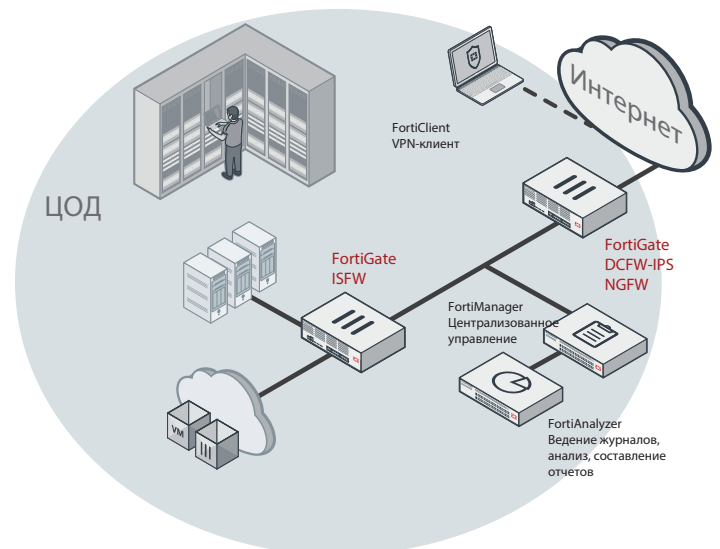 Интернет
FortiClient
VPN-клиент
ЦОД
FortiGate
DCFW-IPS
NGFW
FortiGate
ISFW
FortiManager
Централизованное
управление
VM
FortiAnalyzer
Ведение журналов,
анализ, составление
отчетов